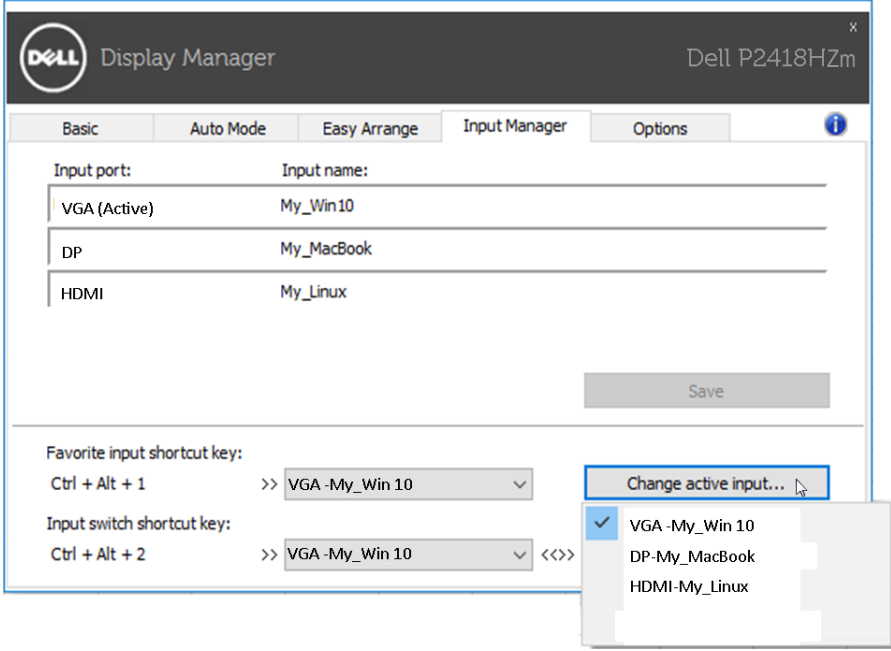 DELL Display Manager Dell P2418HZm x
Basic Auto Mode Easy Arrange Input Manager Options i
Input port: Input name:
VGA (Active) My_Win10
DP My_MacBook
HDMI My_Linux
Save
Favorite input shortcut key:
Ctrl + Alt + 1 >> VGA -My_Win 10 Change active input...
Input switch shortcut key:
Ctrl + Alt + 2 >> VGA -My_Win 10 <<>>
VGA -My_Win 10
DP-My_MacBook
HDMI-My_Linux